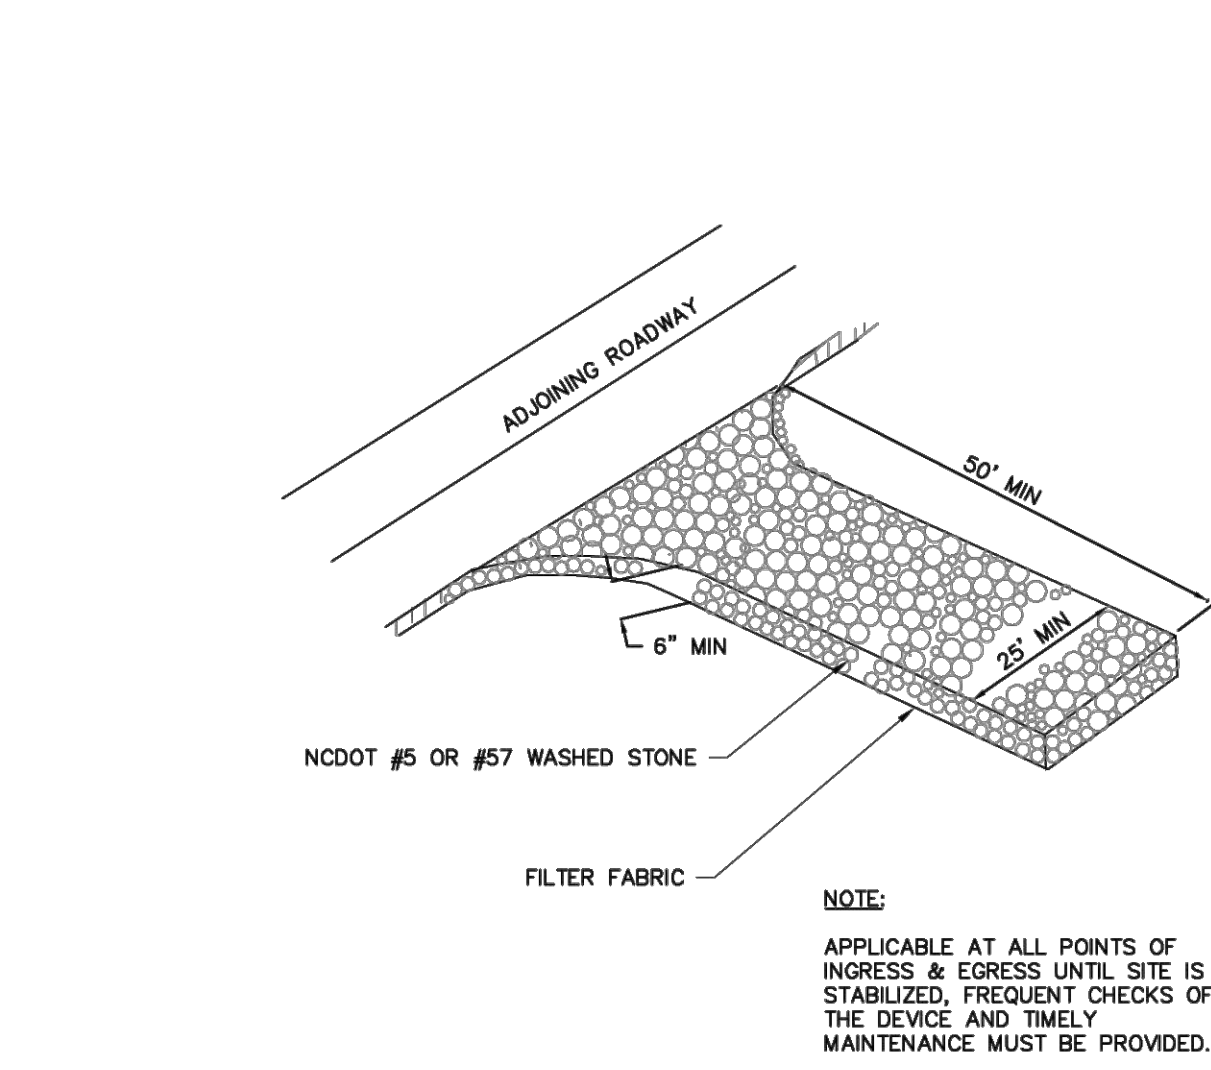 ADJOINING ROADWAY
50' MIN
25' MIN
6" MIN
NCDOT #5 OR #57 WASHED STONE
FILTER FABRIC
NOTE:
APPLICABLE AT ALL POINTS OF
INGRESS & EGRESS UNTIL SITE IS
STABILIZED, FREQUENT CHECKS OF
THE DEVICE AND TIMELY
MAINTENANCE MUST BE PROVIDED.